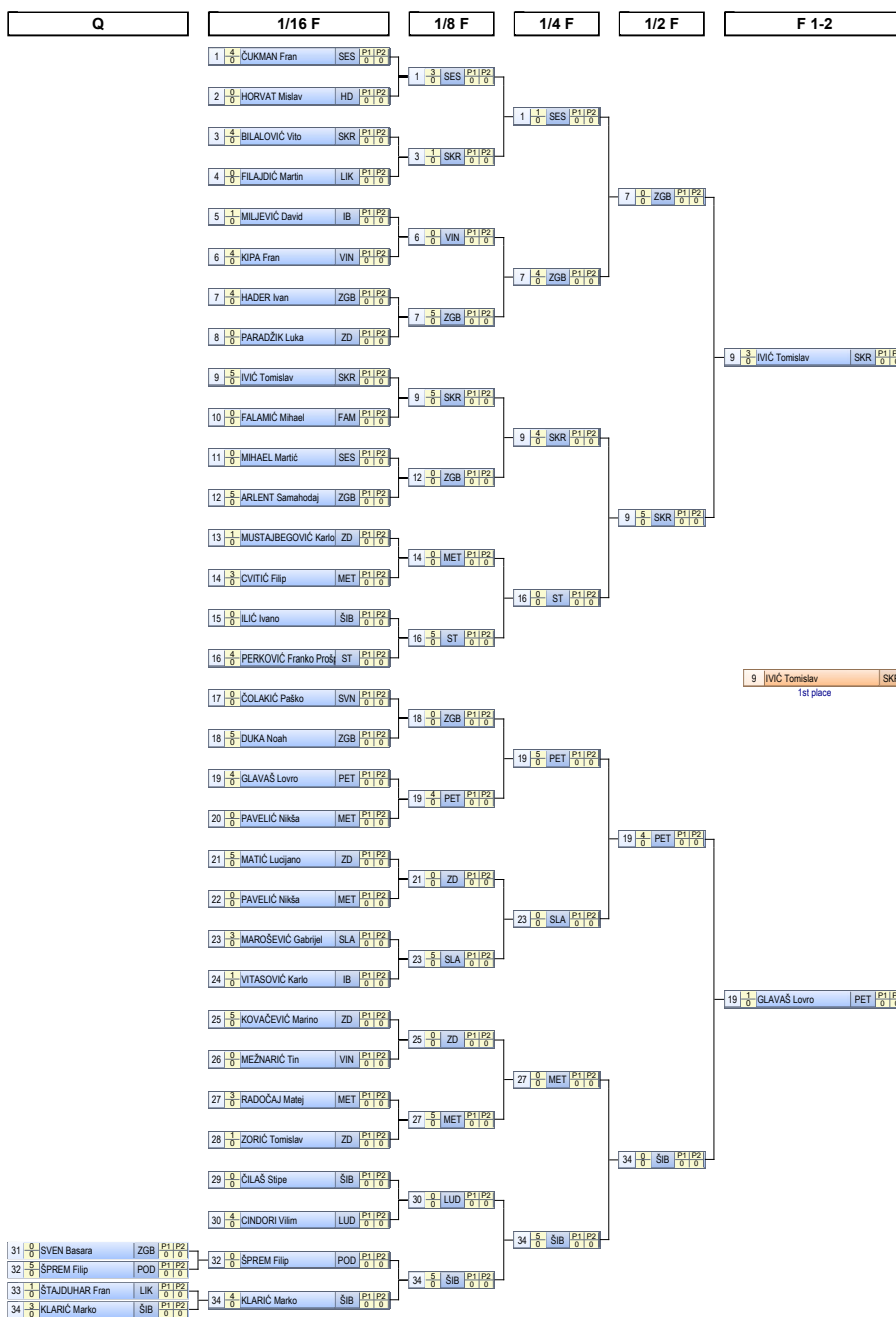 Q 1/16 F 1/8 F 1/4 F 1/2 F F 1-2
1 4 0 ČUKMAN Fran SES P1 P2 0 0
1 3 0 SES P1 P2 0 0
2 0 0 HORVAT Mislav HD P1 P2 0 0
1 1 0 SES P1 P2 0 0
3 4 0 BILALOVIĆ Vito SKR P1 P2 0 0
3 1 0 SKR P1 P2 0 0
4 0 0 FILAJDIĆ Martin LIK P1 P2 0 0
7 0 0 ZGB P1 P2 0 0
5 1 0 MILJEVIĆ David IB P1 P2 0 0
6 0 0 VIN P1 P2 0 0
6 4 0 KIPA Fran VIN P1 P2 0 0
7 4 0 ZGB P1 P2 0 0
7 4 0 HADER Ivan ZGB P1 P2 0 0
7 5 0 ZGB P1 P2 0 0
8 0 0 PARADŽIK Luka ZD P1 P2 0 0
9 3 0 IVIĆ Tomislav SKR P1
9 5 0 IVIĆ Tomislav SKR P1 P2 0 0
9 5 0 SKR P1 P2 0 0
10 0 0 FALAMIĆ Mihael FAM P1 P2 0 0
9 4 0 SKR P1 P2 0 0
11 0 0 MIHAEL Martić SES P1 P2 0 0
12 0 0 ZGB P1 P2 0 0
12 5 0 ARLENT Samahodaj ZGB P1 P2 0 0
9 5 0 SKR P1 P2 0 0
13 1 0 MUSTAJBEGOVIĆ Karlo ZD P1 P2 0 0
14 0 0 MET P1 P2 0 0
14 3 0 CVITIĆ Filip MET P1 P2 0 0
16 0 0 ST P1 P2 0 0
15 0 0 ILIĆ Ivano ŠIB P1 P2 0 0
16 5 0 ST P1 P2 0 0
16 4 0 PERKOVIĆ Franko ST P1 P2 0 0
9 IVIĆ Tomislav
1st place
17 0 0 ČOLAKIĆ Paško SVN P1 P2 0 0
18 0 0 ZGB P1 P2 0 0
18 5 0 DUKA Noah ZGB P1 P2 0 0
19 5 0 PET P1 P2 0 0
19 4 0 GLAVAŠ Lovro PET P1 P2 0 0
19 4 0 PET P1 P2 0 0
20 0 0 PAVELIĆ Nikša MET P1 P2 0 0
19 4 0 PET P1 P2 0 0
21 5 0 MATIĆ Lucijano ZD P1 P2 0 0
21 0 0 ZD P1 P2 0 0
22 0 0 PAVELIĆ Nikša MET P1 P2 0 0
23 0 0 SLA P1 P2 0 0
23 3 0 MAROŠEVIĆ Gabrijel SLA P1 P2 0 0
23 5 0 SLA P1 P2 0 0
24 1 0 VITASOVIĆ Karlo IB P1 P2 0 0
19 1 0 GLAVAŠ Lovro PET P1
25 5 0 KOVAČEVIĆ Marino ZD P1 P2 0 0
25 0 0 ZD P1 P2 0 0
26 0 0 MEŽNARIĆ Tin VIN P1 P2 0 0
27 0 0 MET P1 P2 0 0
27 3 0 RADOČAJ Matej MET P1 P2 0 0
27 5 0 MET P1 P2 0 0
28 1 0 ZORIĆ Tomislav ZD P1 P2 0 0
34 0 0 ŠIB P1 P2 0 0
29 0 0 ČILAŠ Stipe ŠIB P1 P2 0 0
30 0 0 LUD P1 P2 0 0
30 4 0 CINDORI Vilim LUD P1 P2 0 0
34 5 0 ŠIB P1 P2 0 0
31 0 0 SVEN Basara ZGB P1 P2
32 0 0 ŠPREM Filip POD P1 P2 0 0
32 5 0 ŠPREM Filip POD P1 P2 0 0
34 5 0 ŠIB P1 P2 0 0
33 1 0 ŠTAJDUHAR Fran LIK P1 P2 0 0
34 4 0 KLARIĆ Marko ŠIB P1 P2 0 0
34 3 0 KLARIĆ Marko ŠIB P1 P2 0 0